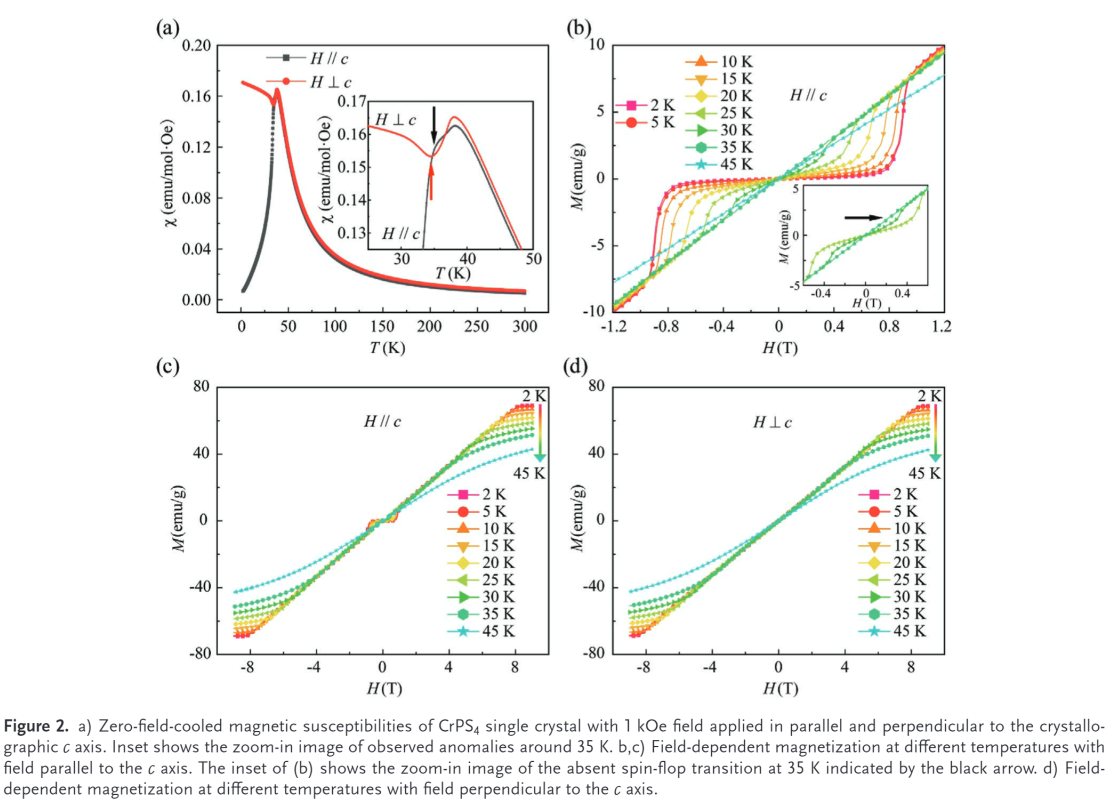 (a)
0.20
0.16
0.12
0.08
0.04
0.00
χ (emu/mol·Oe)
H // c
H ⊥ c
0 50 100 150 200 250 300
T (K)
0.17
0.16
0.15
0.14
0.13
χ (emu/mol·Oe)
H ⊥ c
H // c
30 40 50
T (K)
(b)
10
5
0
-5
-10
M(emu/g)
2 K
5 K
10 K
15 K
20 K
25 K
30 K
35 K
45 K
H // c
-1.2 -0.8 -0.4 0 0.4 0.8 1.2
H (T)
5
0
-5
M (emu/g)
-0.4 0 0.4
H (T)
(c)
80
40
0
-40
-80
M(emu/g)
H // c
2 K
45 K
2 K
5 K
10 K
15 K
20 K
25 K
30 K
35 K
45 K
-8 -4 0 4 8
H (T)
(d)
80
40
0
-40
-80
M(emu/g)
H ⊥ c
2 K
45 K
2 K
5 K
10 K
15 K
20 K
25 K
30 K
35 K
45 K
-8 -4 0 4 8
H (T)
Figure 2. a) Zero-field-cooled magnetic susceptibilities of CrPS4 single crystal with 1 kOe field applied in parallel and perpendicular to the crystallo-
graphic c axis. Inset shows the zoom-in image of observed anomalies around 35 K. b,c) Field-dependent magnetization at different temperatures with
field parallel to the c axis. The inset of (b) shows the zoom-in image of the absent spin-flop transition at 35 K indicated by the black arrow. d) Field-
dependent magnetization at different temperatures with field perpendicular to the c axis.